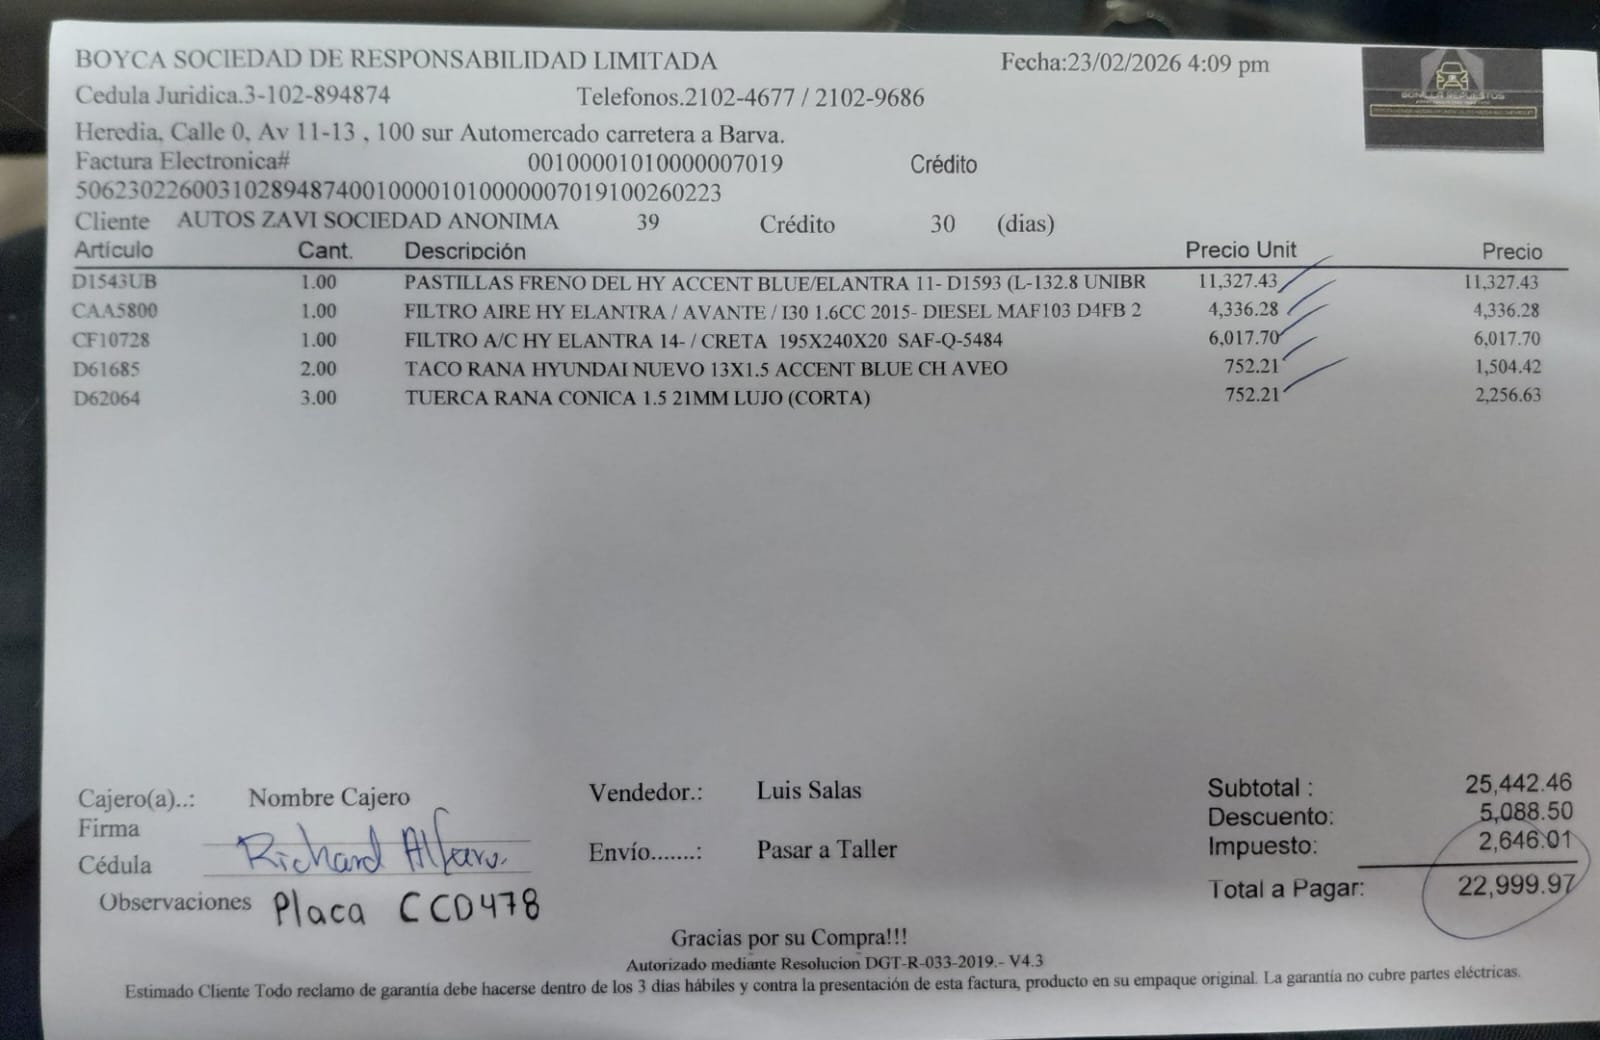 BOYCA SOCIEDAD DE RESPONSABILIDAD LIMITADA Fecha:23/02/2026 4:09 pm
BONILLA REPUESTOS
Cedula Juridica.3-102-894874 Telefonos.2102-4677 / 2102-9686
Heredia, Calle 0, Av 11-13 , 100 sur Automercado carretera a Barva.
Factura Electronica# 00100001010000007019 Crédito
50623022600310289487400100001010000007019100260223
Cliente AUTOS ZAVI SOCIEDAD ANONIMA 39 Crédito 30 (dias)
Artículo Cant. Descripción Precio Unit Precio
D1543UB 1.00 PASTILLAS FRENO DEL HY ACCENT BLUE/ELANTRA 11- D1593 (L-132.8 UNIBR 11,327.43 11,327.43
CAA5800 1.00 FILTRO AIRE HY ELANTRA / AVANTE / I30 1.6CC 2015- DIESEL MAF103 D4FB 2 4,336.28 4,336.28
CF10728 1.00 FILTRO A/C HY ELANTRA 14- / CRETA 195X240X20 SAF-Q-5484 6,017.70 6,017.70
D61685 2.00 TACO RANA HYUNDAI NUEVO 13X1.5 ACCENT BLUE CH AVEO 752.21 1,504.42
D62064 3.00 TUERCA RANA CONICA 1.5 21MM LUJO (CORTA) 752.21 2,256.63
Cajero(a)..: Nombre Cajero Vendedor.: Luis Salas Subtotal : 25,442.46
Firma Descuento: 5,088.50
Richard Alfaro.
Cédula Envío.......: Pasar a Taller Impuesto: 2,646.01
Total a Pagar: 22,999.97
Observaciones Placa CCD478
Gracias por su Compra!!!
Autorizado mediante Resolucion DGT-R-033-2019.- V4.3
Estimado Cliente Todo reclamo de garantía debe hacerse dentro de los 3 dias hábiles y contra la presentación de esta factura, producto en su empaque original. La garantía no cubre partes eléctricas.